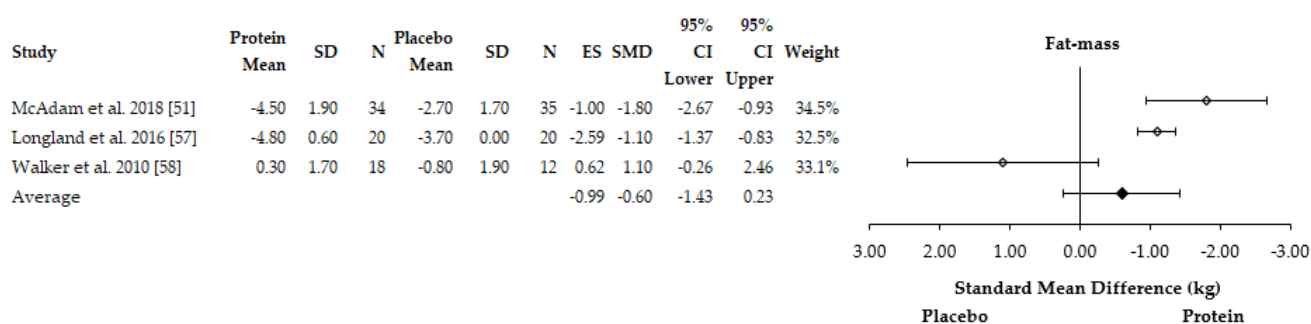 Study Protein Mean SD N Placebo Mean SD N ES SMD 95% CI Lower 95% CI Upper Weight
McAdam et al. 2018 [51] -4.50 1.90 34 -2.70 1.70 35 -1.00 -1.80 -2.67 -0.93 34.5%
Longland et al. 2016 [57] -4.80 0.60 20 -3.70 0.00 20 -2.59 -1.10 -1.37 -0.83 32.5%
Walker et al. 2010 [58] 0.30 1.70 18 -0.80 1.90 12 0.62 1.10 -0.26 2.46 33.1%
Average -0.99 -0.60 -1.43 0.23
Fat-mass
3.00 2.00 1.00 0.00 -1.00 -2.00 -3.00
Standard Mean Difference (kg)
Placebo Protein